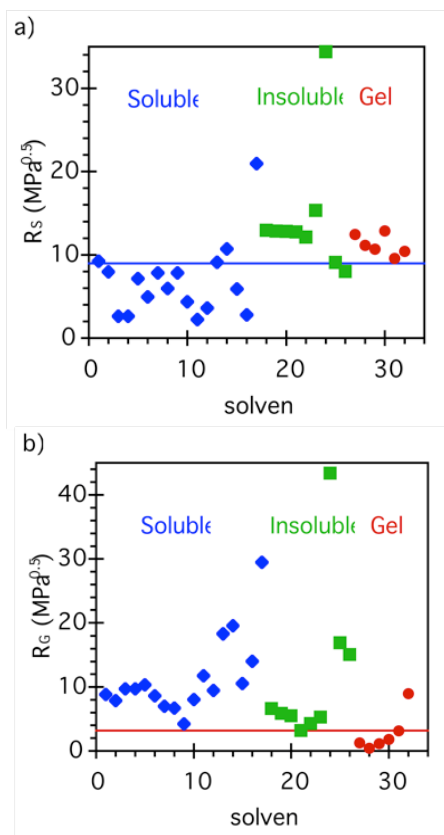 a)
30
20
10
0
Rs (MPa0.5)
Soluble
Insoluble
Gel
0 10 20 30
solven
b)
40
30
20
10
0
RG (MPa0.5)
Soluble
Insoluble
Gel
0 10 20 30
solven